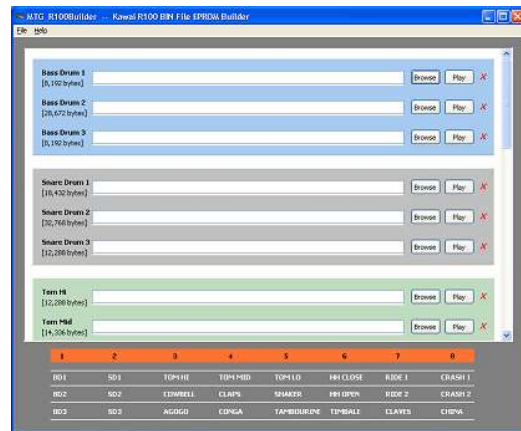 MTG R100Builder -- Kawai R100 BIN File EPROM Builder
File Help
Bass Drum 1
[8,192 bytes]
Browse Play X
Bass Drum 2
[28,672 bytes]
Browse Play X
Bass Drum 3
[8,192 bytes]
Browse Play X
Snare Drum 1
[18,432 bytes]
Browse Play X
Snare Drum 2
[32,768 bytes]
Browse Play X
Snare Drum 3
[12,288 bytes]
Browse Play X
Tom Hi
[12,288 bytes]
Browse Play X
Tom Mid
[14,336 bytes]
Browse Play X
1 2 3 4 5 6 7 8
BD1 SD1 TOM HI TOM MID TOM LO HH CLOSE RIDE 1 CRASH 1
BD2 SD2 COWBELL CLAPS SHAKER HH OPEN RIDE 2 CRASH 2
BD3 SD3 AGOGO CONGA TAMBOURINE TIMBALE CLAVES CHINA